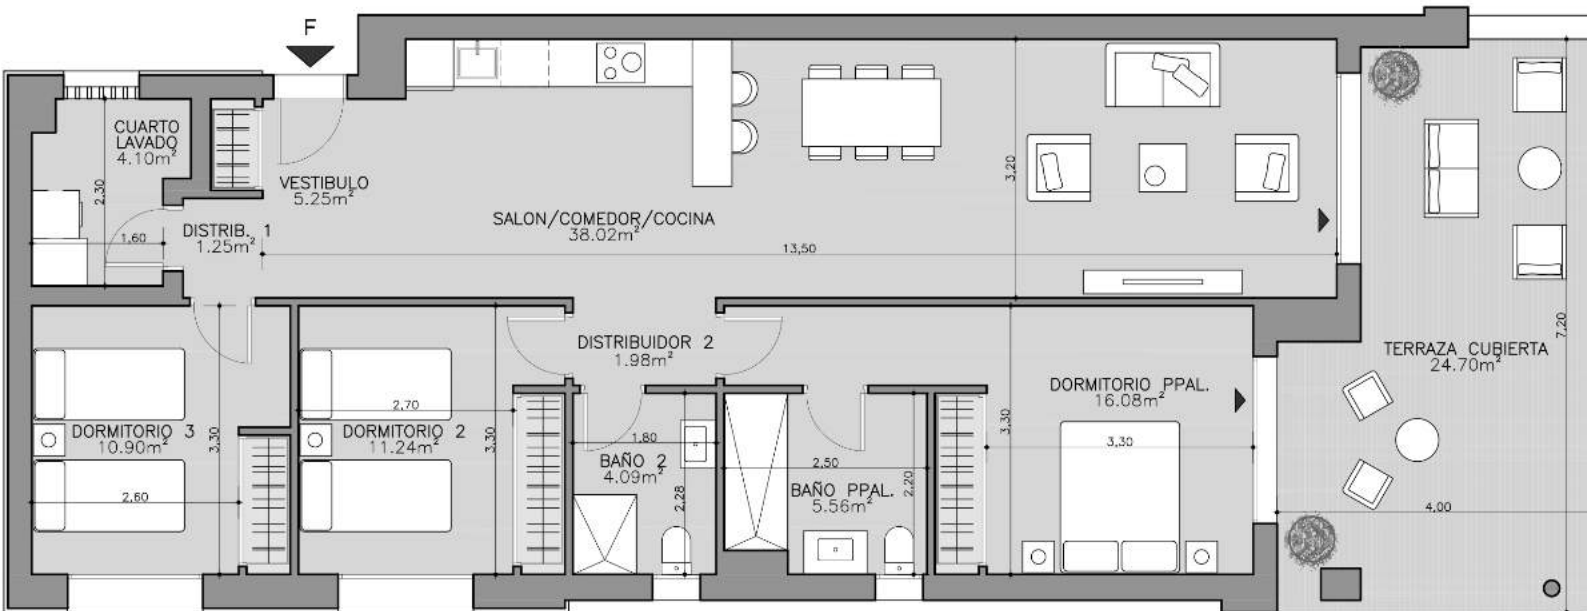 F
CUARTO
LAVADO
4.10m²
2,30
1,60
VESTIBULO
5.25m²
DISTRIB. 1
1.25m²
SALON/COMEDOR/COCINA
38.02m²
13,50
3,20
TERRAZA CUBIERTA
24.70m²
7,20
4,00
DISTRIBUIDOR 2
1.98m²
DORMITORIO 3
10.90m²
2,60
3,30
DORMITORIO 2
11.24m²
2,70
3,30
BAÑO 2
4.09m²
1,80
2,28
BAÑO PPAL.
5.56m²
2,50
2,20
DORMITORIO PPAL.
16.08m²
3,30
3,30